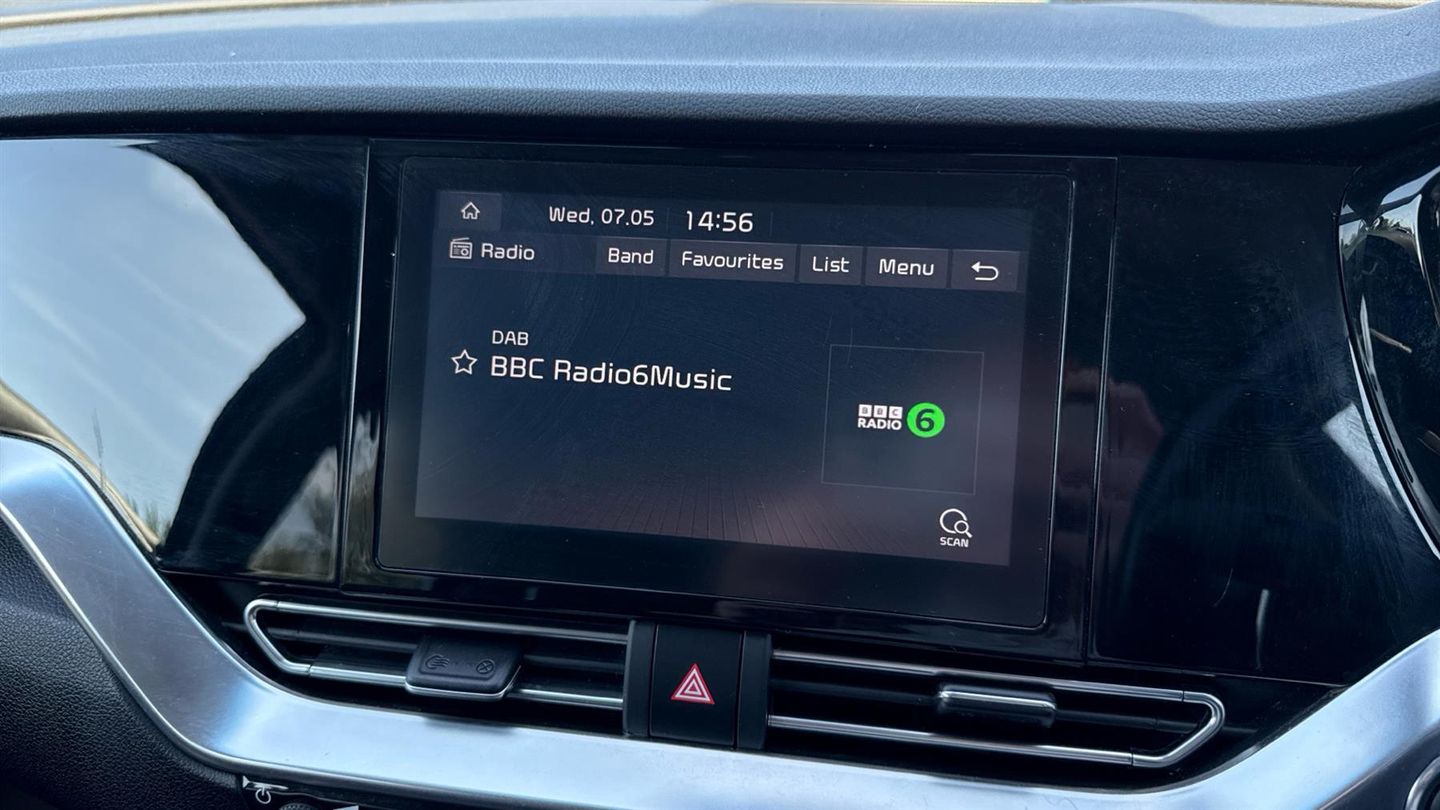 Wed, 07.05 14:56
Radio Band Favourites List Menu
DAB
BBC Radio6Music
BBC
RADIO 6
SCAN